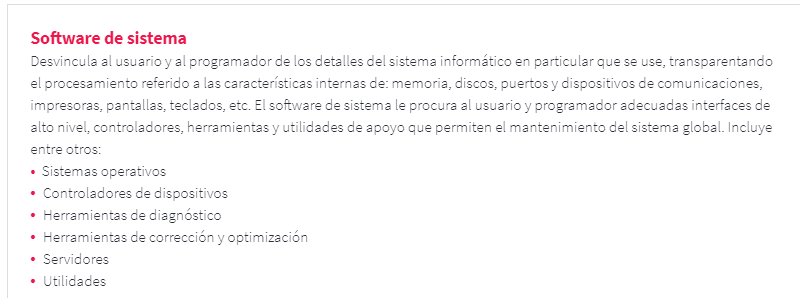 Software de sistema
Desvincula al usuario y al programador de los detalles del sistema informático en particular que se use, transparentando
el procesamiento referido a las características internas de: memoria, discos, puertos y dispositivos de comunicaciones,
impresoras, pantallas, teclados, etc. El software de sistema le procura al usuario y programador adecuadas interfaces de
alto nivel, controladores, herramientas y utilidades de apoyo que permiten el mantenimiento del sistema global. Incluye
entre otros:
• Sistemas operativos
• Controladores de dispositivos
• Herramientas de diagnóstico
• Herramientas de corrección y optimización
• Servidores
• Utilidades